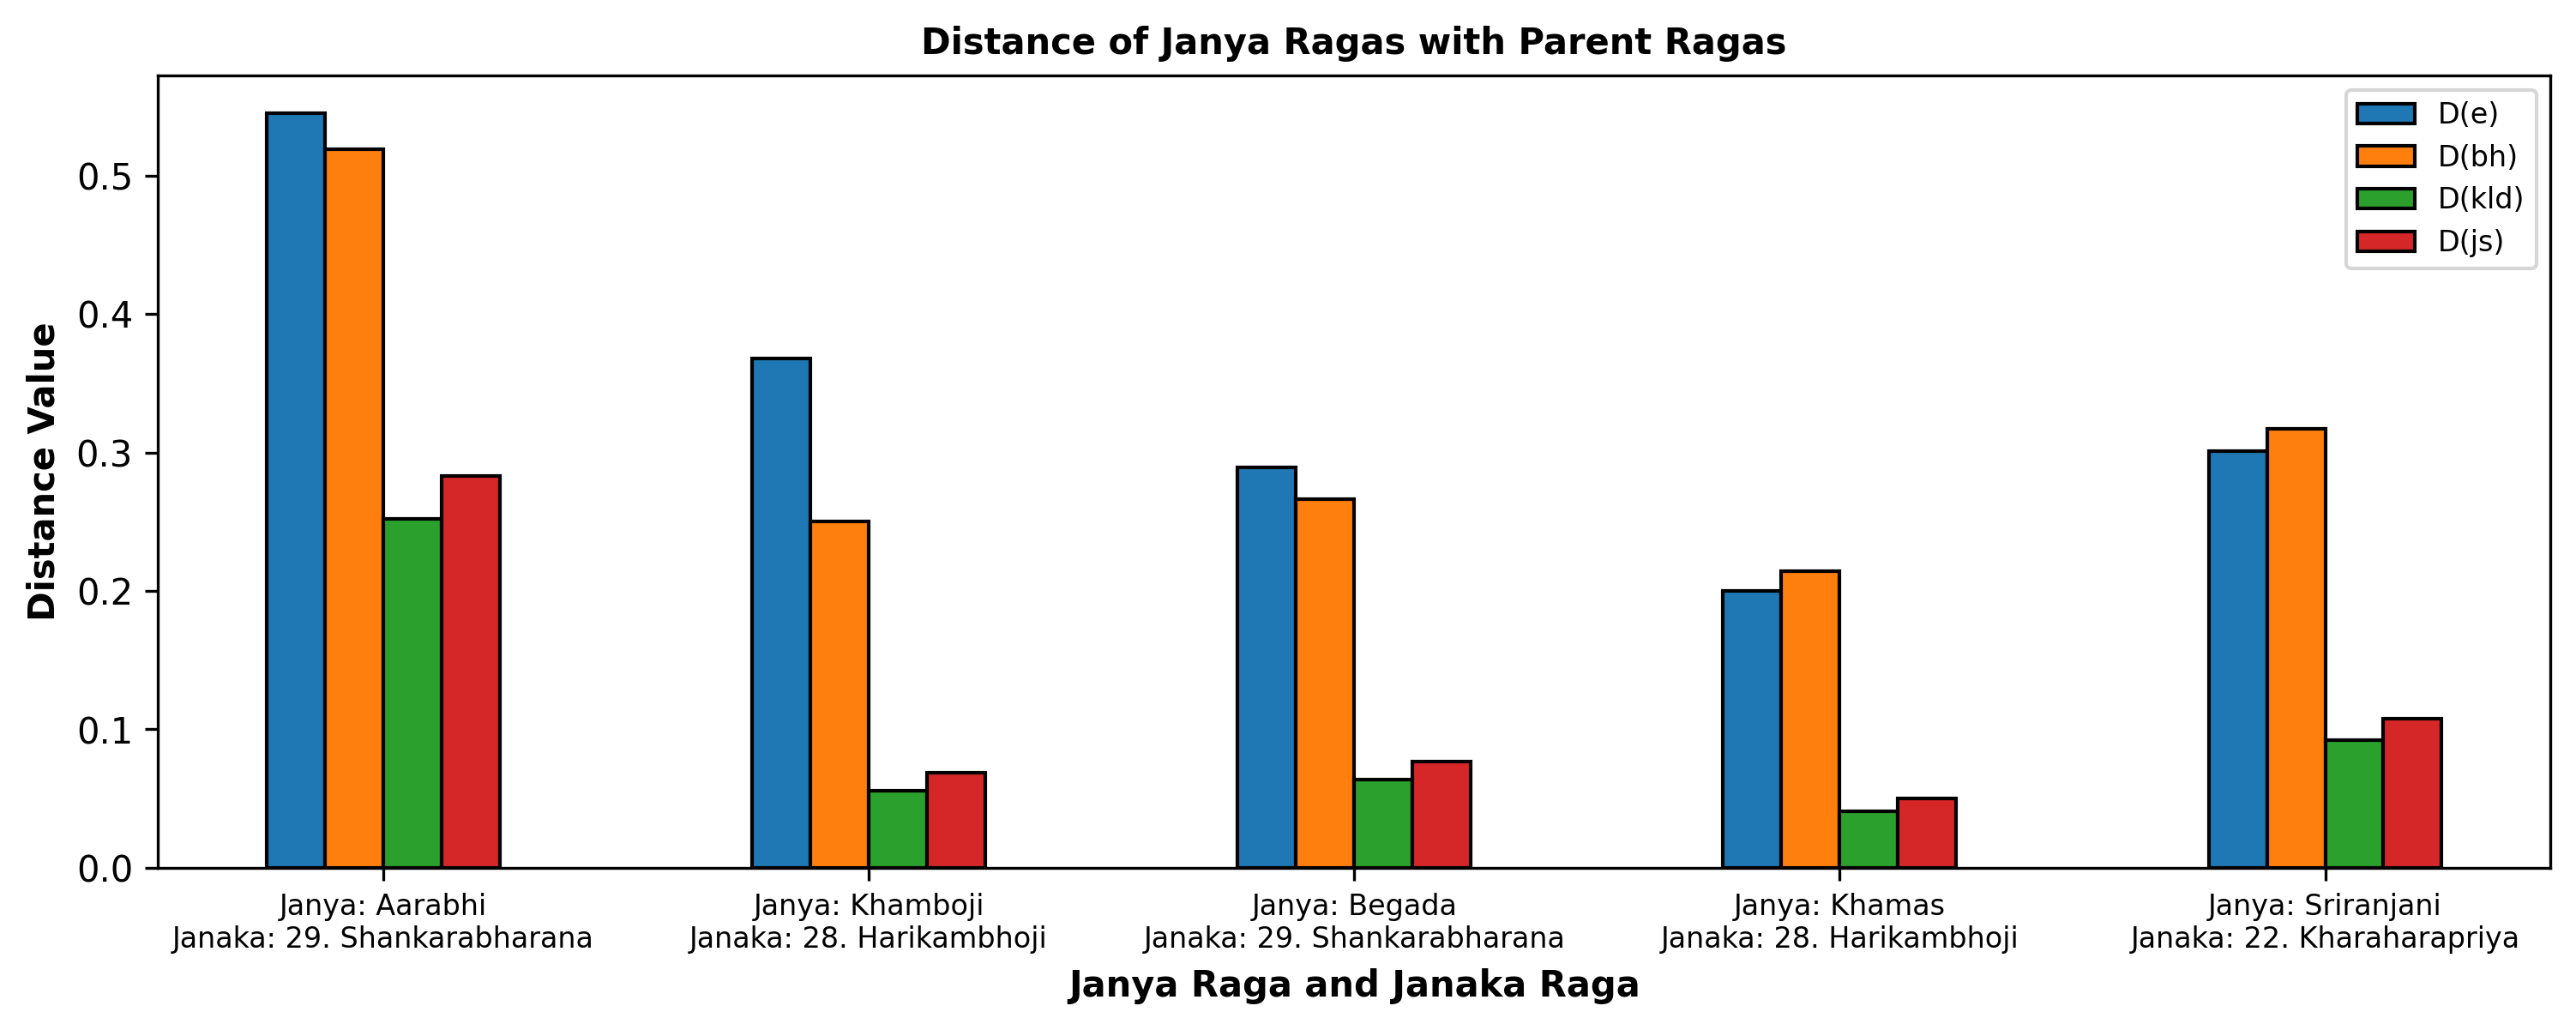 Distance of Janya Ragas with Parent Ragas
D(e)
D(bh)
D(kld)
D(js)
Distance Value
0.5
0.4
0.3
0.2
0.1
0.0
Janya: Aarabhi
Janaka: 29. Shankarabharana
Janya: Khamboji
Janaka: 28. Harikambhoji
Janya: Begada
Janaka: 29. Shankarabharana
Janya: Khamas
Janaka: 28. Harikambhoji
Janya: Sriranjani
Janaka: 22. Kharaharapriya
Janya Raga and Janaka Raga